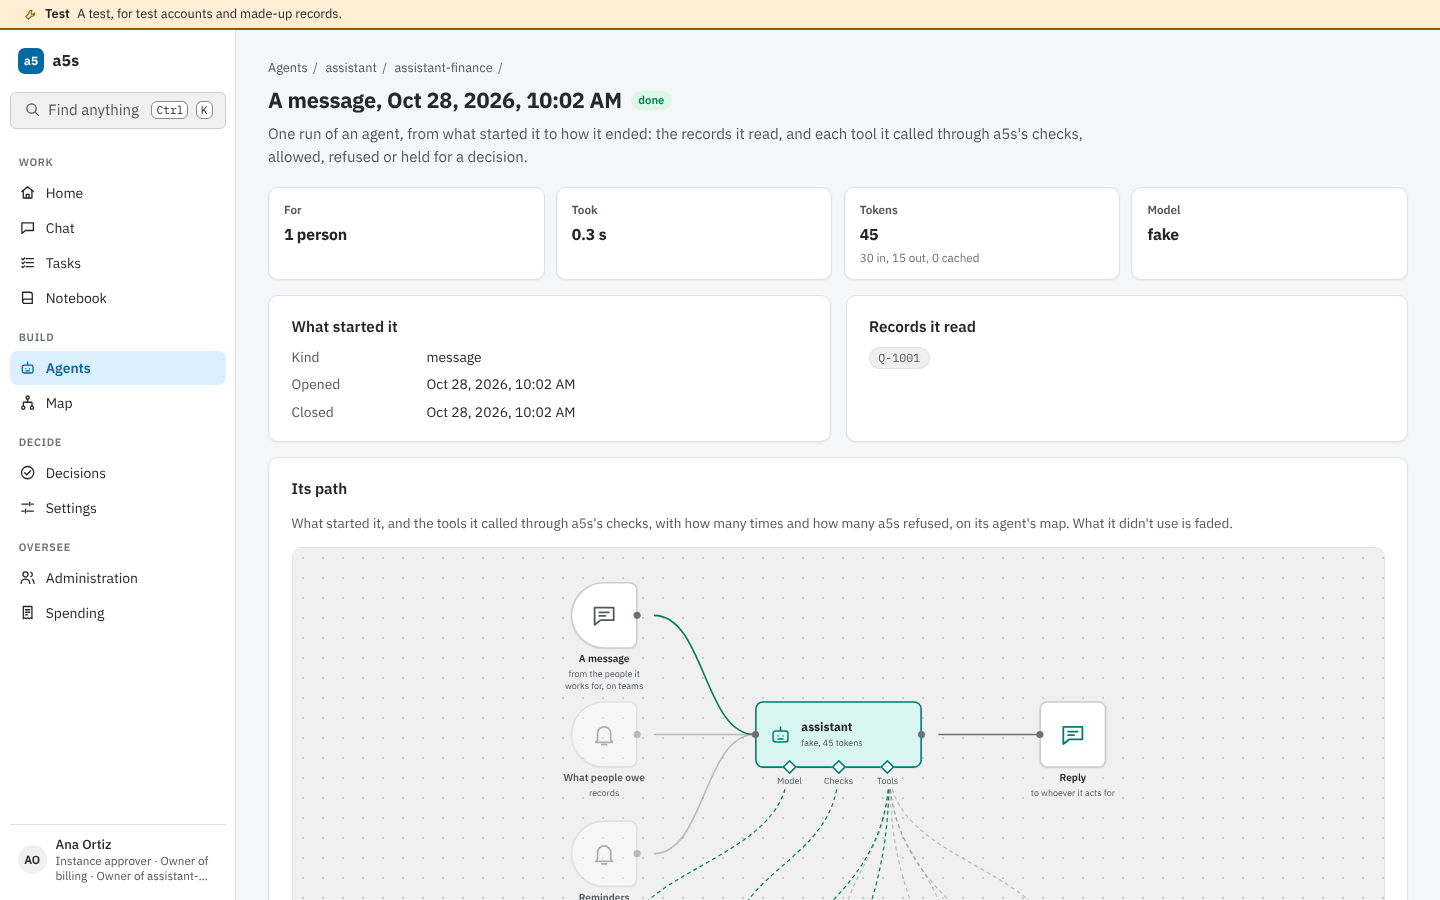 Test A test, for test accounts and made-up records.
a5 a5s
Find anything Ctrl K
WORK
Home
Chat
Tasks
Notebook
BUILD
Agents
Map
DECIDE
Decisions
Settings
OVERSEE
Administration
Spending
AO
Ana Ortiz
Instance approver · Owner of
billing · Owner of assistant-...
Agents / assistant / assistant-finance /
A message, Oct 28, 2026, 10:02 AM done
One run of an agent, from what started it to how it ended: the records it read, and each tool it called through a5s's checks,
allowed, refused or held for a decision.
For
1 person
Took
0.3 s
Tokens
45
30 in, 15 out, 0 cached
Model
fake
What started it
Kind message
Opened Oct 28, 2026, 10:02 AM
Closed Oct 28, 2026, 10:02 AM
Records it read
Q-1001
Its path
What started it, and the tools it called through a5s's checks, with how many times and how many a5s refused, on its agent's map. What it didn't use is faded.
A message
from the people it
works for, on teams
What people owe
records
Reminders
assistant
fake, 45 tokens
Model Checks Tools
Reply
to whoever it acts for